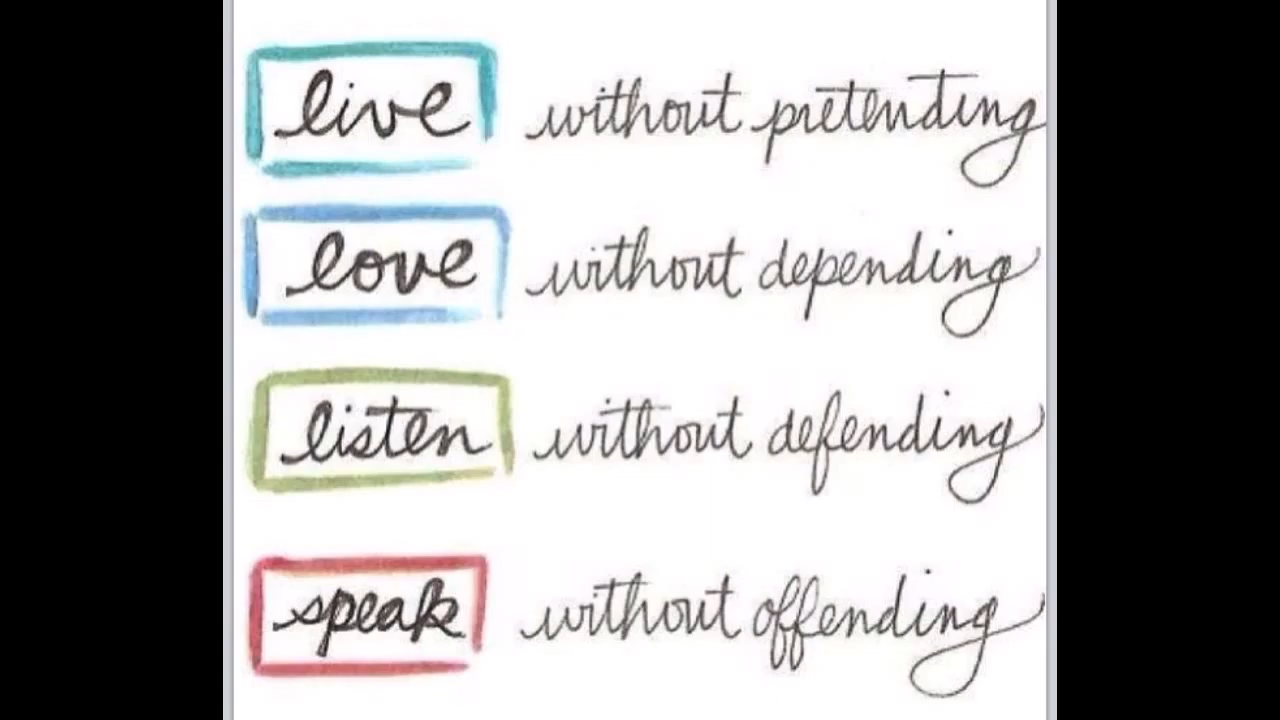 live without pretending
love without depending
listen without defending
speak without offending